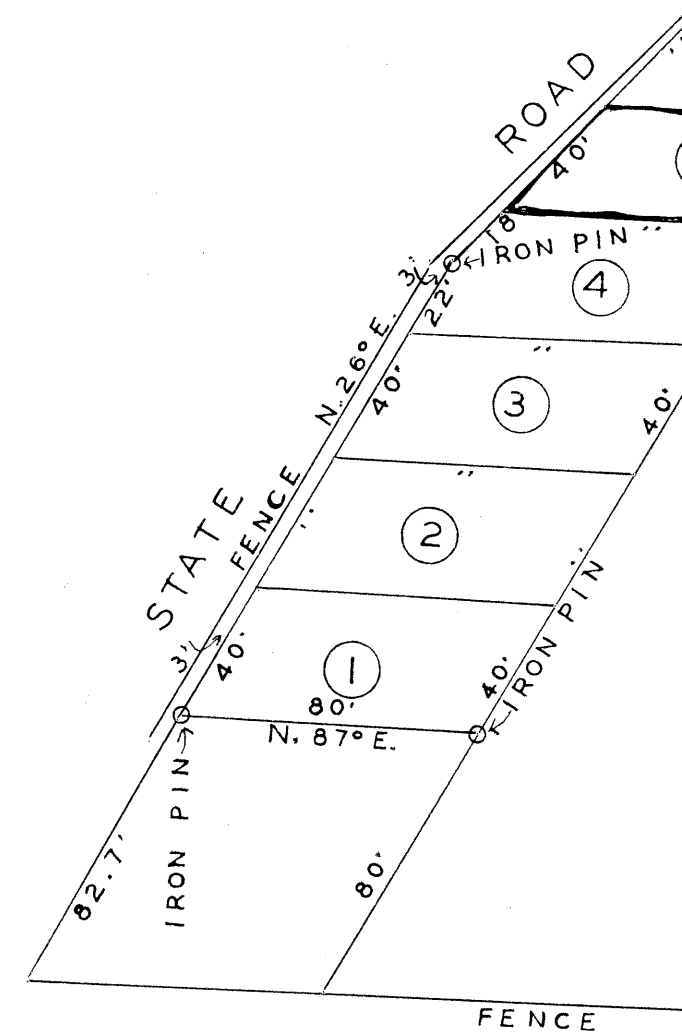 ROAD
''
40'
18
IRON PIN
''
3'
22'
4
N. 26° E.
40'
''
3
40'
STATE
FENCE
''
''
2
''
3'
40'
1
40'
IRON PIN
80'
N. 87° E.
IRON PIN
82.7'
80'
FENCE